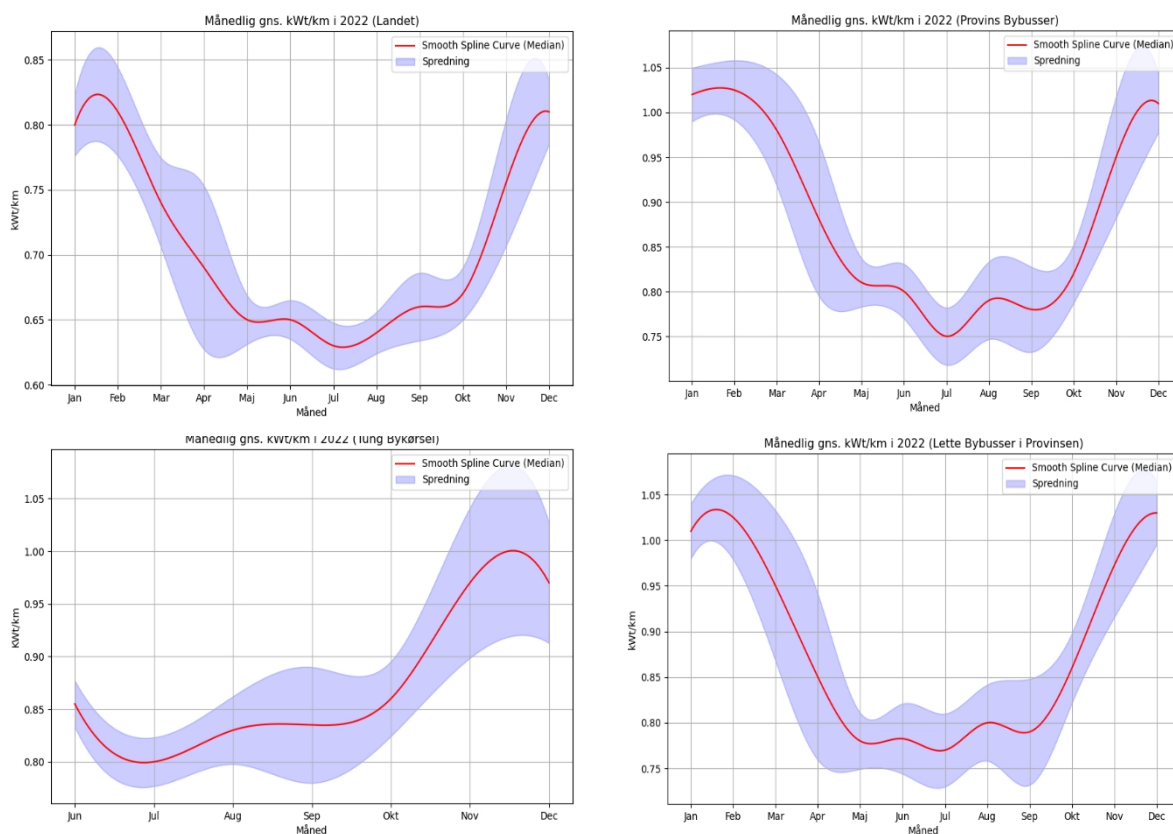 Månedlig gns. kWt/km i 2022 (Landet)
Smooth Spline Curve (Median)
Spredning
0.85
0.80
0.75
0.70
0.65
0.60
kWt/km
Jan Feb Mar Apr Maj Jun Jul Aug Sep Okt Nov Dec
Måned
Månedlig gns. kWt/km i 2022 (Provins Bybusser)
Smooth Spline Curve (Median)
Spredning
1.05
1.00
0.95
0.90
0.85
0.80
0.75
Jan Feb Mar Apr Maj Jun Jul Aug Sep Okt Nov Dec
Måned
Månedlig gns. kWt/km i 2022 (Tung Bykørsel)
Smooth Spline Curve (Median)
Spredning
1.05
1.00
0.95
0.90
0.85
0.80
KWt/km
Jun Jul Aug Sep Okt Nov Dec
Måned
Månedlig gns. kWt/km i 2022 (Lette Bybusser i Provinsen)
Smooth Spline Curve (Median)
Spredning
1.05
1.00
0.95
0.90
0.85
0.80
0.75
kWt/km
Jan Feb Mar Apr Maj Jun Jul Aug Sep Okt Nov Dec
Måned